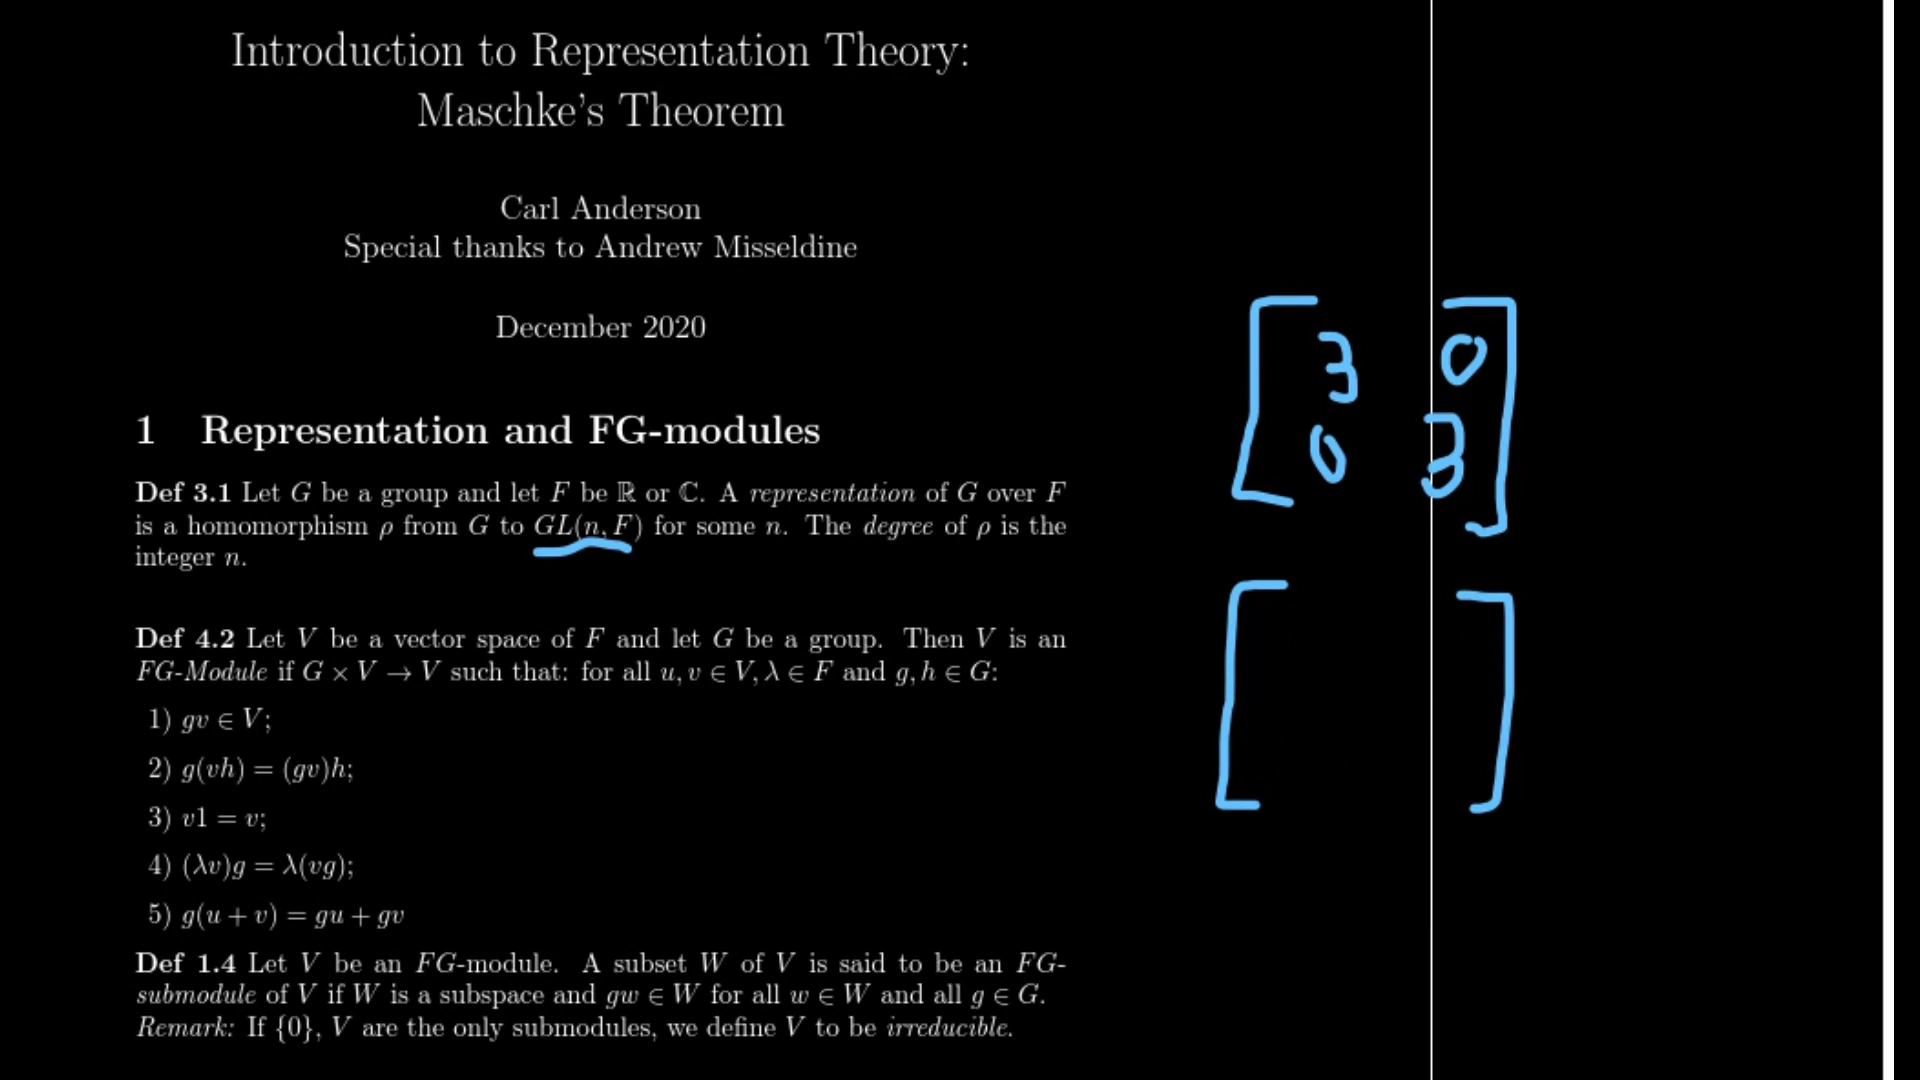 Introduction to Representation Theory:
Maschke's Theorem
Carl Anderson
Special thanks to Andrew Misseldine
December 2020
1 Representation and FG-modules
Def 3.1 Let G be a group and let F be ℝ or ℂ. A representation of G over F
is a homomorphism ρ from G to GL(n, F) for some n. The degree of ρ is the
integer n.
Def 4.2 Let V be a vector space of F and let G be a group. Then V is an
FG-Module if G × V → V such that: for all u, v ∈ V, λ ∈ F and g, h ∈ G:
1) gv ∈ V;
2) g(vh) = (gv)h;
3) v1 = v;
4) (λv)g = λ(vg);
5) g(u + v) = gu + gv
Def 1.4 Let V be an FG-module. A subset W of V is said to be an FG-
submodule of V if W is a subspace and gw ∈ W for all w ∈ W and all g ∈ G.
Remark: If {0}, V are the only submodules, we define V to be irreducible.
3 0
0 3